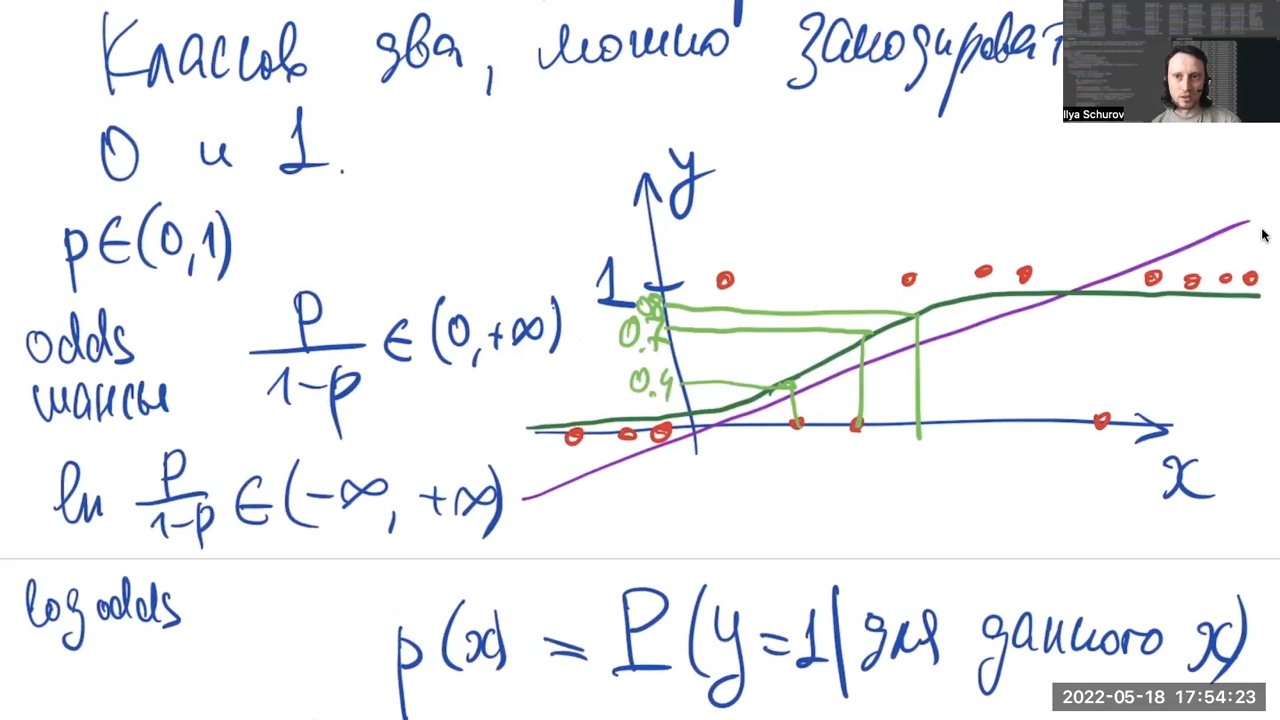 Классов два, можно закодироват
Ilya Schurov
0 и 1.
y
p∈(0,1)
1
0.8
odds p/1-p ∈ (0,+∞)
0.7
шансы
0.4
x
ln p/1-p ∈ (-∞, +∞)
log odds
p(x) = P(y=1|для данного x)
2022-05-18 17:54:23